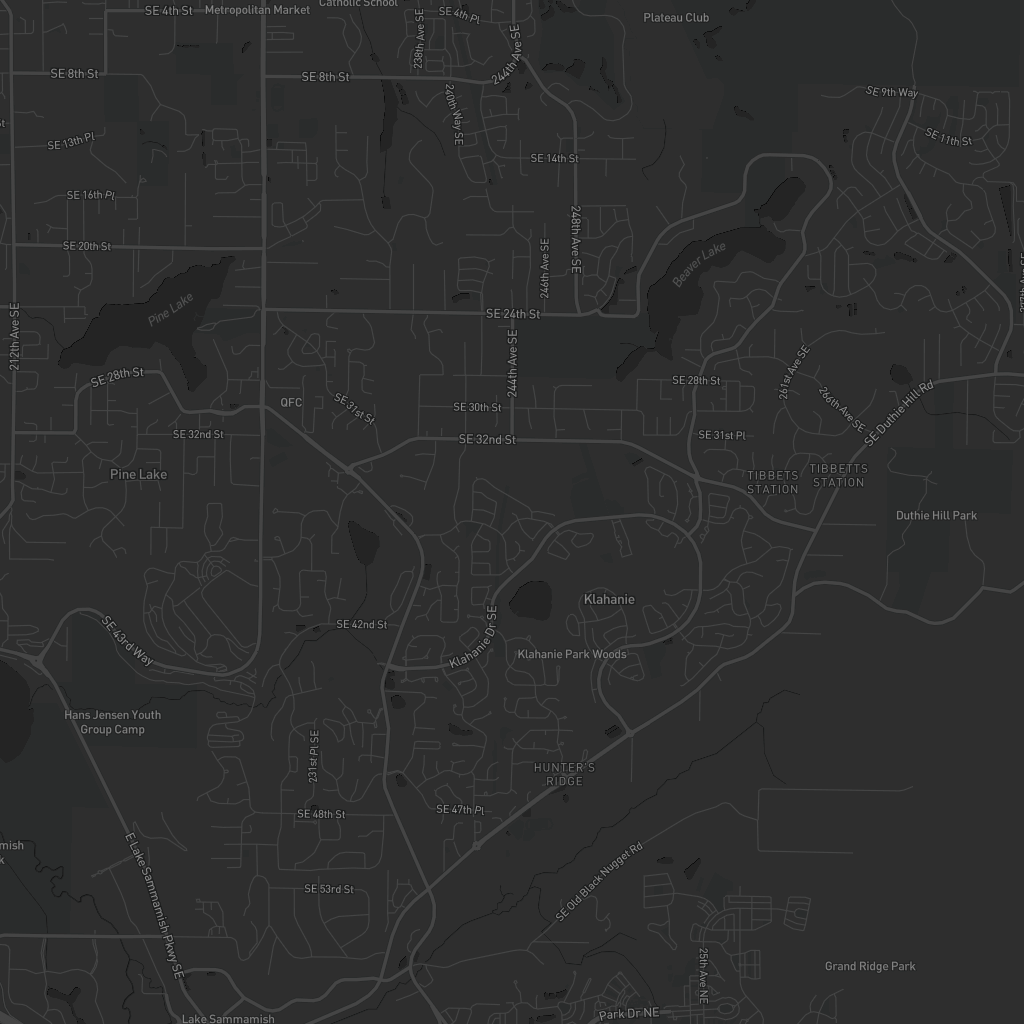 Catholic School
SE 4th St
Metropolitan Market
SE 4th Pl
Plateau Club
238th Ave SE
244th Ave SE
SE 8th St
SE 8th St
240th Way SE
SE 9th Way
SE 11th St
SE 13th Pl
SE 14th St
SE 16th Pl
SE 20th St
248th Ave SE
246th Ave SE
Beaver Lake
Pine Lake
212th Ave SE
SE 24th St
244th Ave SE
SE 28th St
SE 28th St
261st Ave SE
266th Ave SE
SE Duthie Hill Rd
QFC
SE 31st St
SE 30th St
SE 32nd St
SE 32nd St
SE 31st Pl
Pine Lake
TIBBETS
STATION
TIBBETTS
STATION
Duthie Hill Park
Klahanie
SE 42nd St
SE 43rd Way
Klahanie Dr SE
Klahanie Park Woods
Hans Jensen Youth
Group Camp
231st Pl SE
HUNTER'S
RIDGE
SE 47th Pl
SE 48th St
E Lake Sammamish Pkwy SE
SE Old Black Nugget Rd
SE 53rd St
25th Ave NE
Grand Ridge Park
Park Dr NE
Lake Sammamish